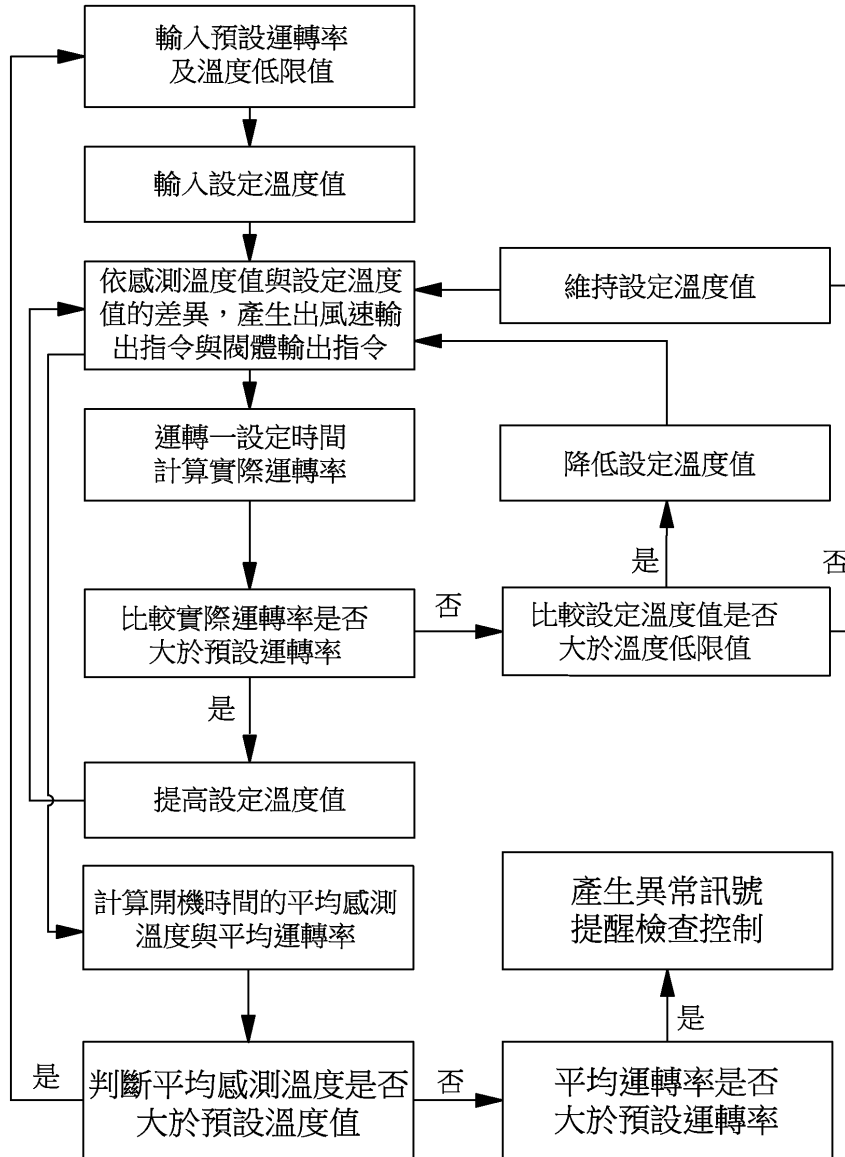 輸入預設運轉率
及溫度低限值
輸入設定溫度值
依感測溫度值與設定溫度
值的差異，產生出風速輸
出指令與閥體輸出指令
維持設定溫度值
運轉一設定時間
計算實際運轉率
降低設定溫度值
是
否
比較實際運轉率是否
大於預設運轉率
否
比較設定溫度值是否
大於溫度低限值
是
提高設定溫度值
計算開機時間的平均感測
溫度與平均運轉率
產生異常訊號
提醒檢查控制
是
是
判斷平均感測溫度是否
大於預設溫度值
否
平均運轉率是否
大於預設運轉率